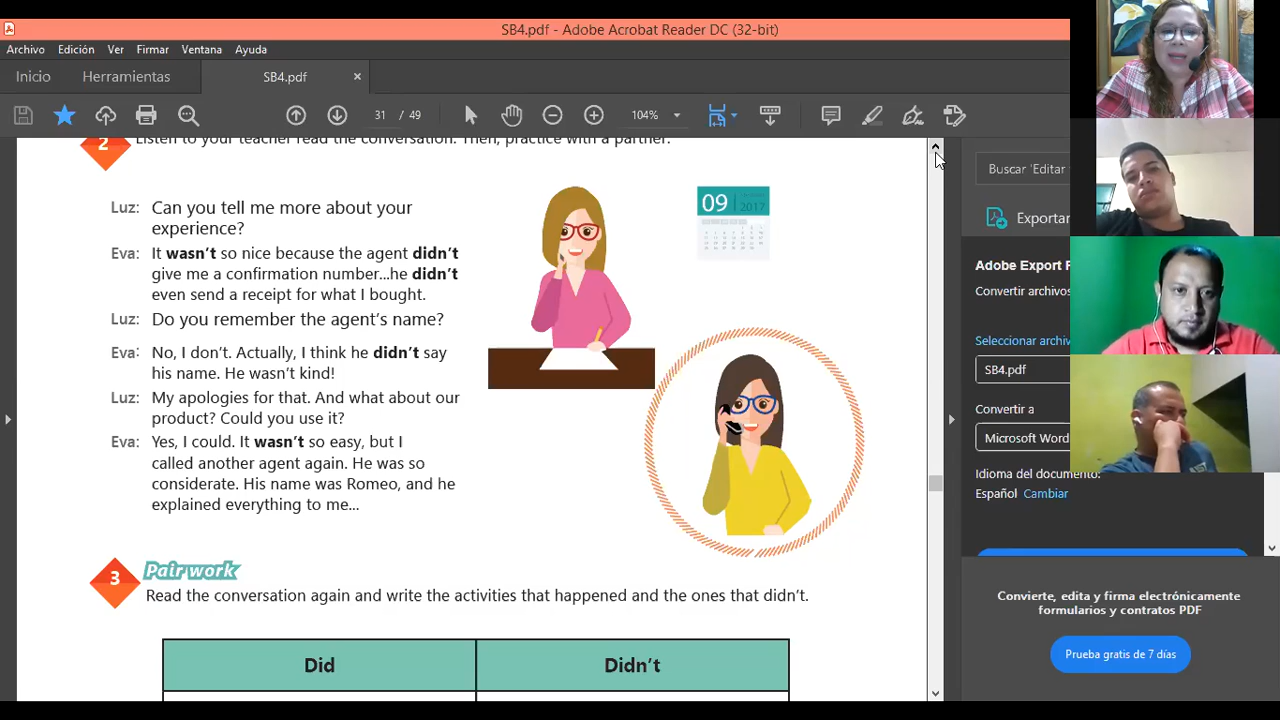 SB4.pdf - Adobe Acrobat Reader DC (32-bit)
Archivo Edición Ver Firmar Ventana Ayuda
Inicio Herramientas SB4.pdf ×
31 / 49 104%
2 Listen to your teacher read the conversation. Then, practice with a partner.
Luz: Can you tell me more about your
experience?
Eva: It wasn't so nice because the agent didn't
give me a confirmation number...he didn't
even send a receipt for what I bought.
Luz: Do you remember the agent's name?
Eva: No, I don't. Actually, I think he didn't say
his name. He wasn't kind!
Luz: My apologies for that. And what about our
product? Could you use it?
Eva: Yes, I could. It wasn't so easy, but I
called another agent again. He was so
considerate. His name was Romeo, and he
explained everything to me...
09 2017
3 Pair work
Read the conversation again and write the activities that happened and the ones that didn't.
Did Didn't
Buscar 'Editar
Exportar
Adobe Export
Convertir archivos
Seleccionar archiv
SB4.pdf
Convertir a
Microsoft Word
Idioma del documento:
Español Cambiar
Convierte, edita y firma electrónicamente
formularios y contratos PDF
Prueba gratis de 7 días